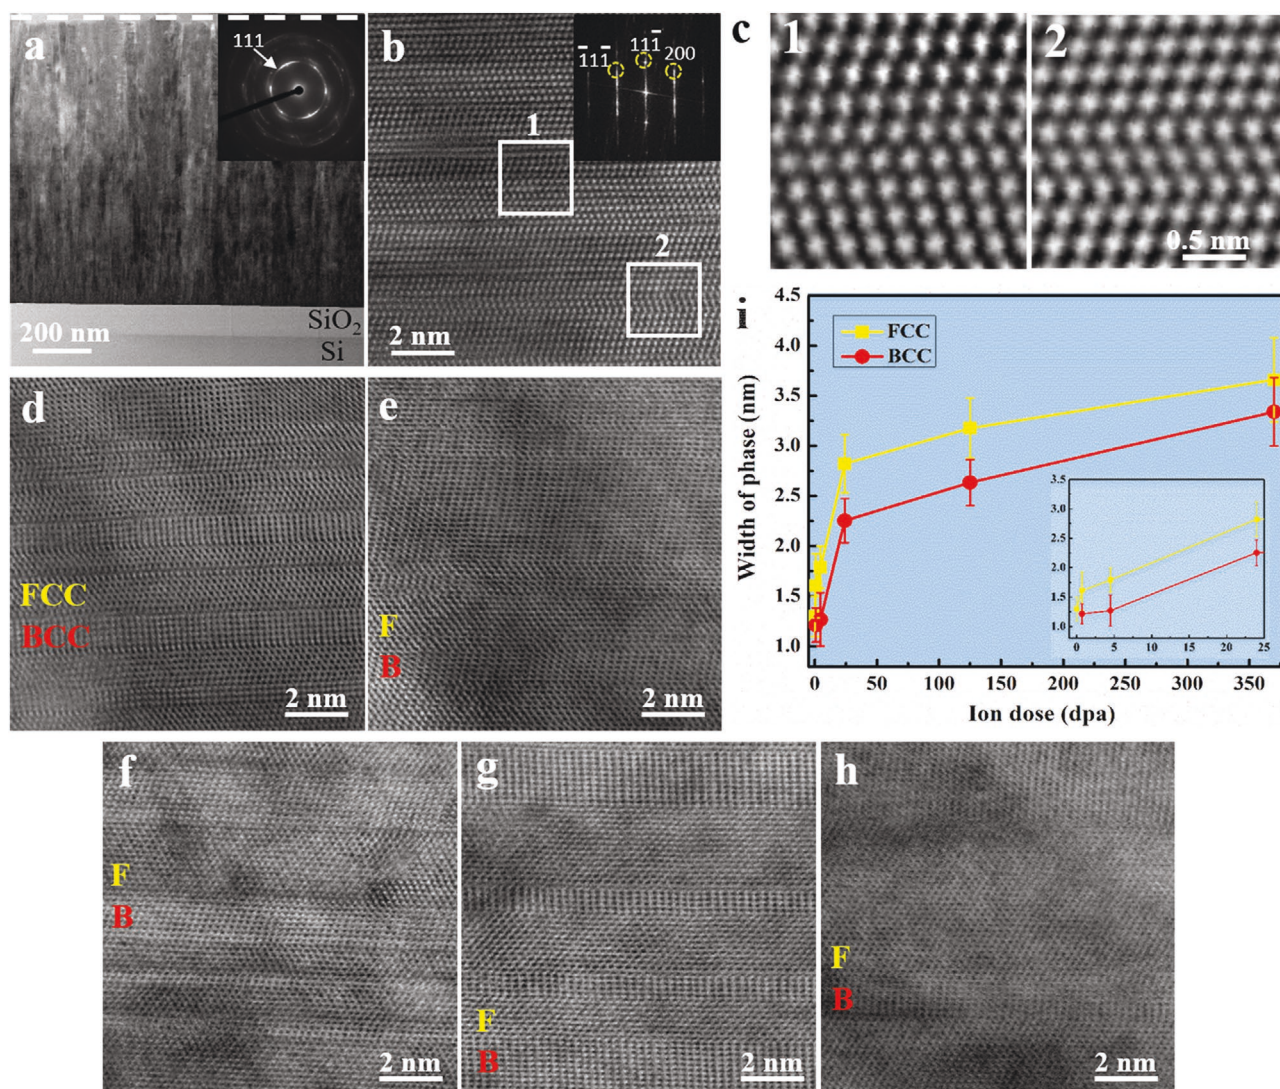 a
111
SiO2
Si
200 nm
b
1̄11̄
111̄
200
1
2
2 nm
c
1
2
0.5 nm
d
FCC
BCC
2 nm
e
F
B
2 nm
FCC
BCC
4.5
4.0
3.5
3.0
2.5
2.0
1.5
1.0
Width of phase (nm)
0 50 100 150 200 250 300 350
Ion dose (dpa)
3.5
3.0
2.5
2.0
1.5
1.0
0 5 10 15 20 25
f
F
B
2 nm
g
F
B
2 nm
h
F
B
2 nm